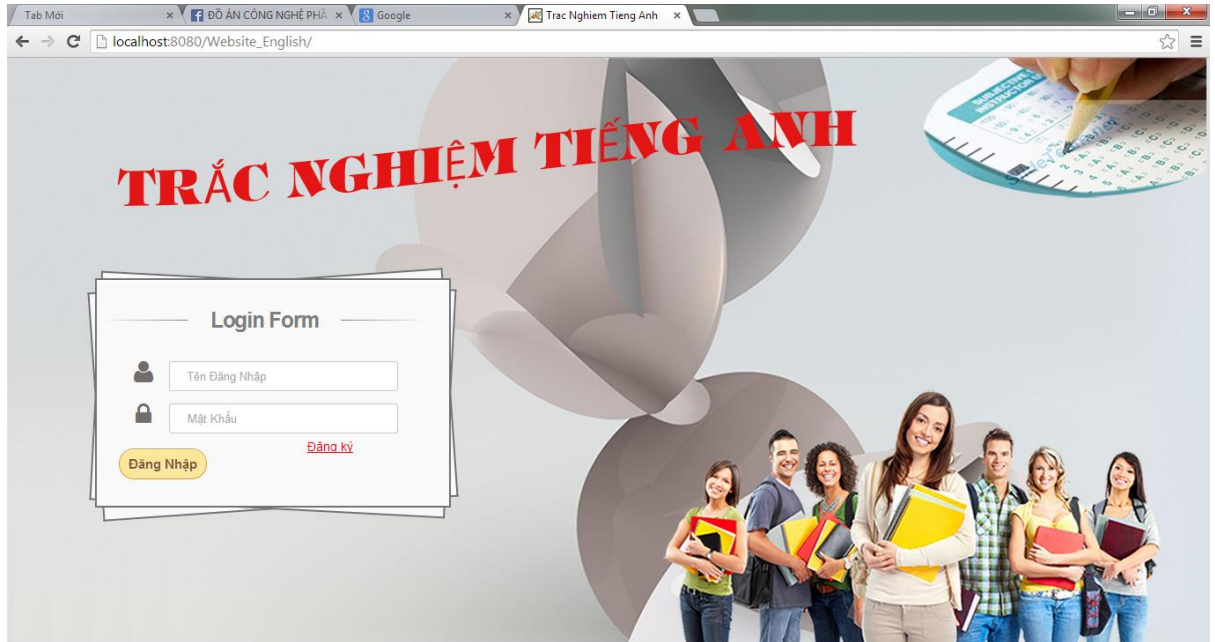 Tab Mới
ĐỒ ÁN CÔNG NGHỆ PHẦ
Google
Trac Nghiem Tieng Anh
localhost:8080/Website_English/
TRẮC NGHIỆM TIẾNG ANH
Login Form
Tên Đăng Nhập
Mật Khẩu
Đăng ký
Đăng Nhập